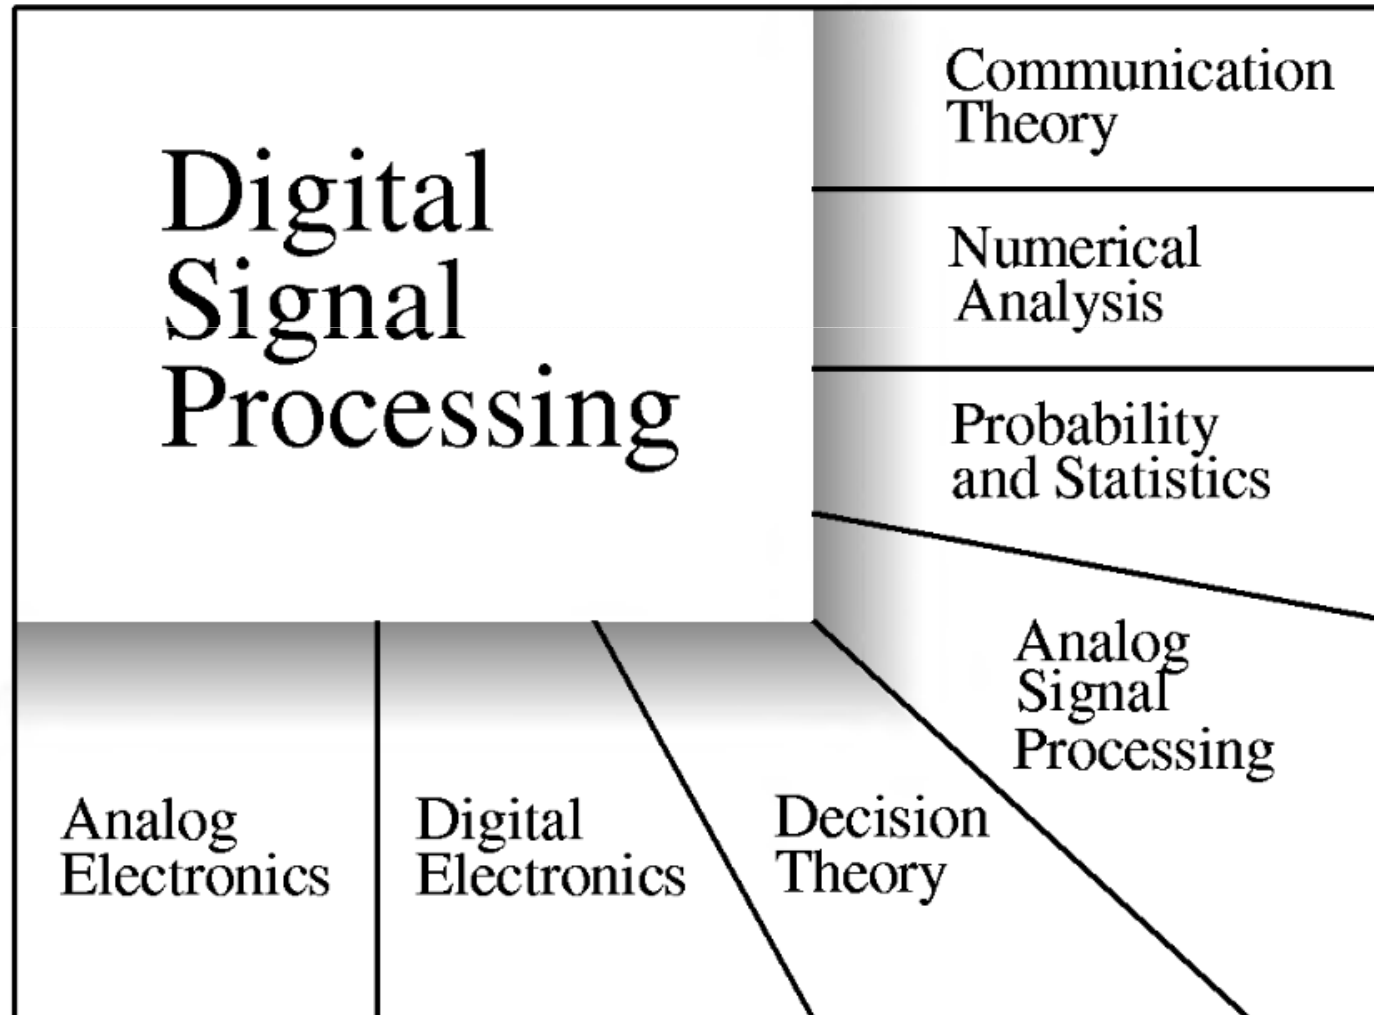 Digital
Signal
Processing
Communication
Theory
Numerical
Analysis
Probability
and Statistics
Analog
Signal
Processing
Decision
Theory
Digital
Electronics
Analog
Electronics